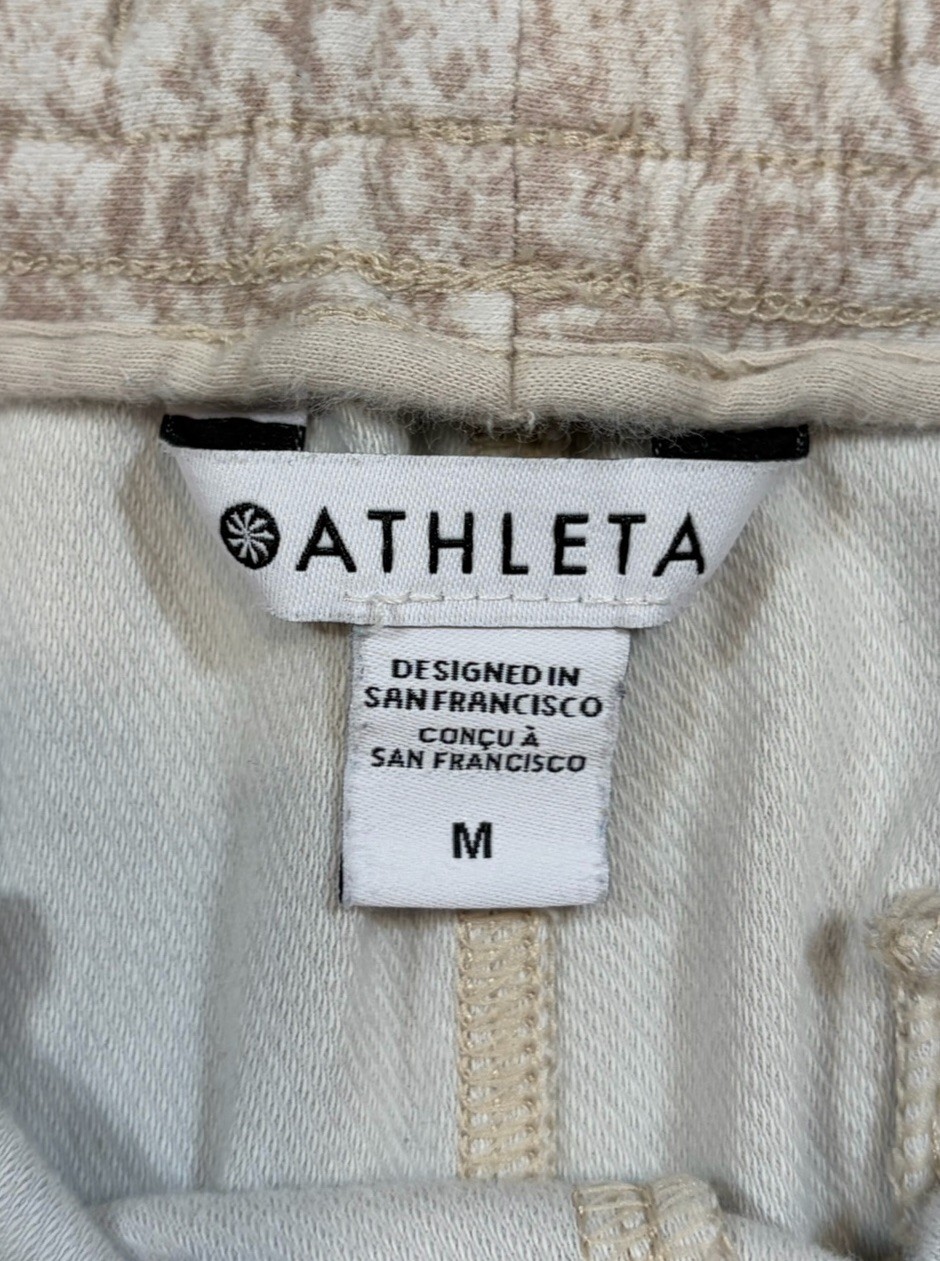 ATHLETA
DESIGNED IN
SAN FRANCISCO
CONÇU À
SAN FRANCISCO
M